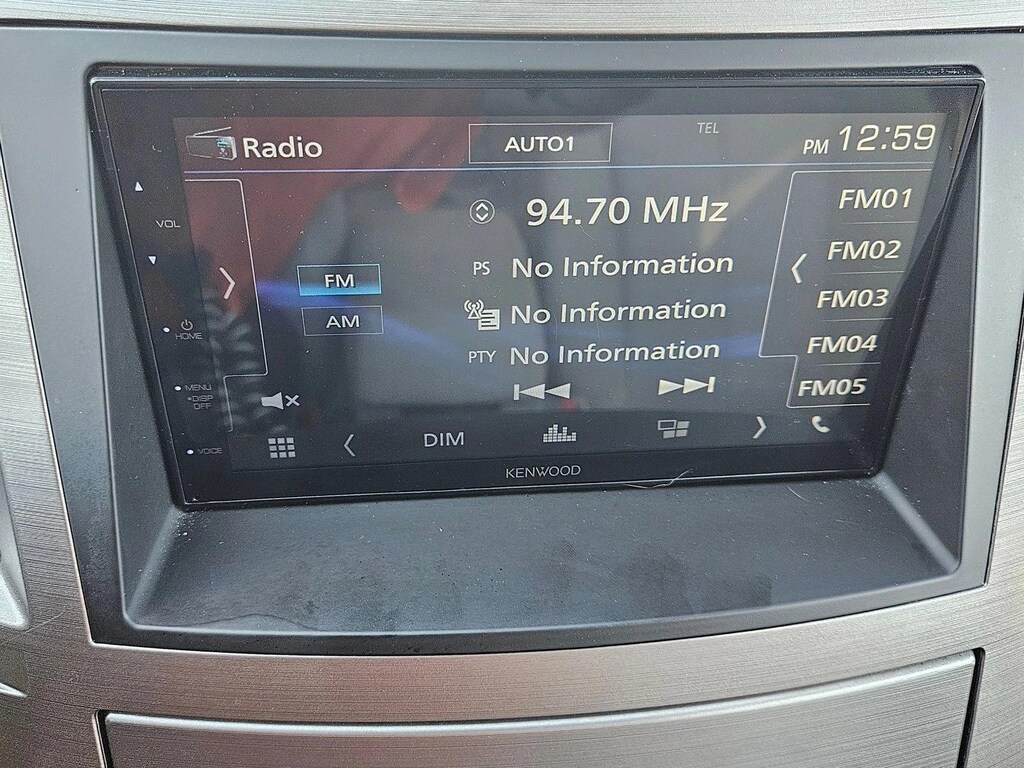 Radio
AUTO1
TEL
PM 12:59
94.70 MHz
PS No Information
No Information
PTY No Information
FM
AM
FM01
FM02
FM03
FM04
FM05
VOL
HOME
MENU
•DISP
OFF
VOICE
DIM
KENWOOD